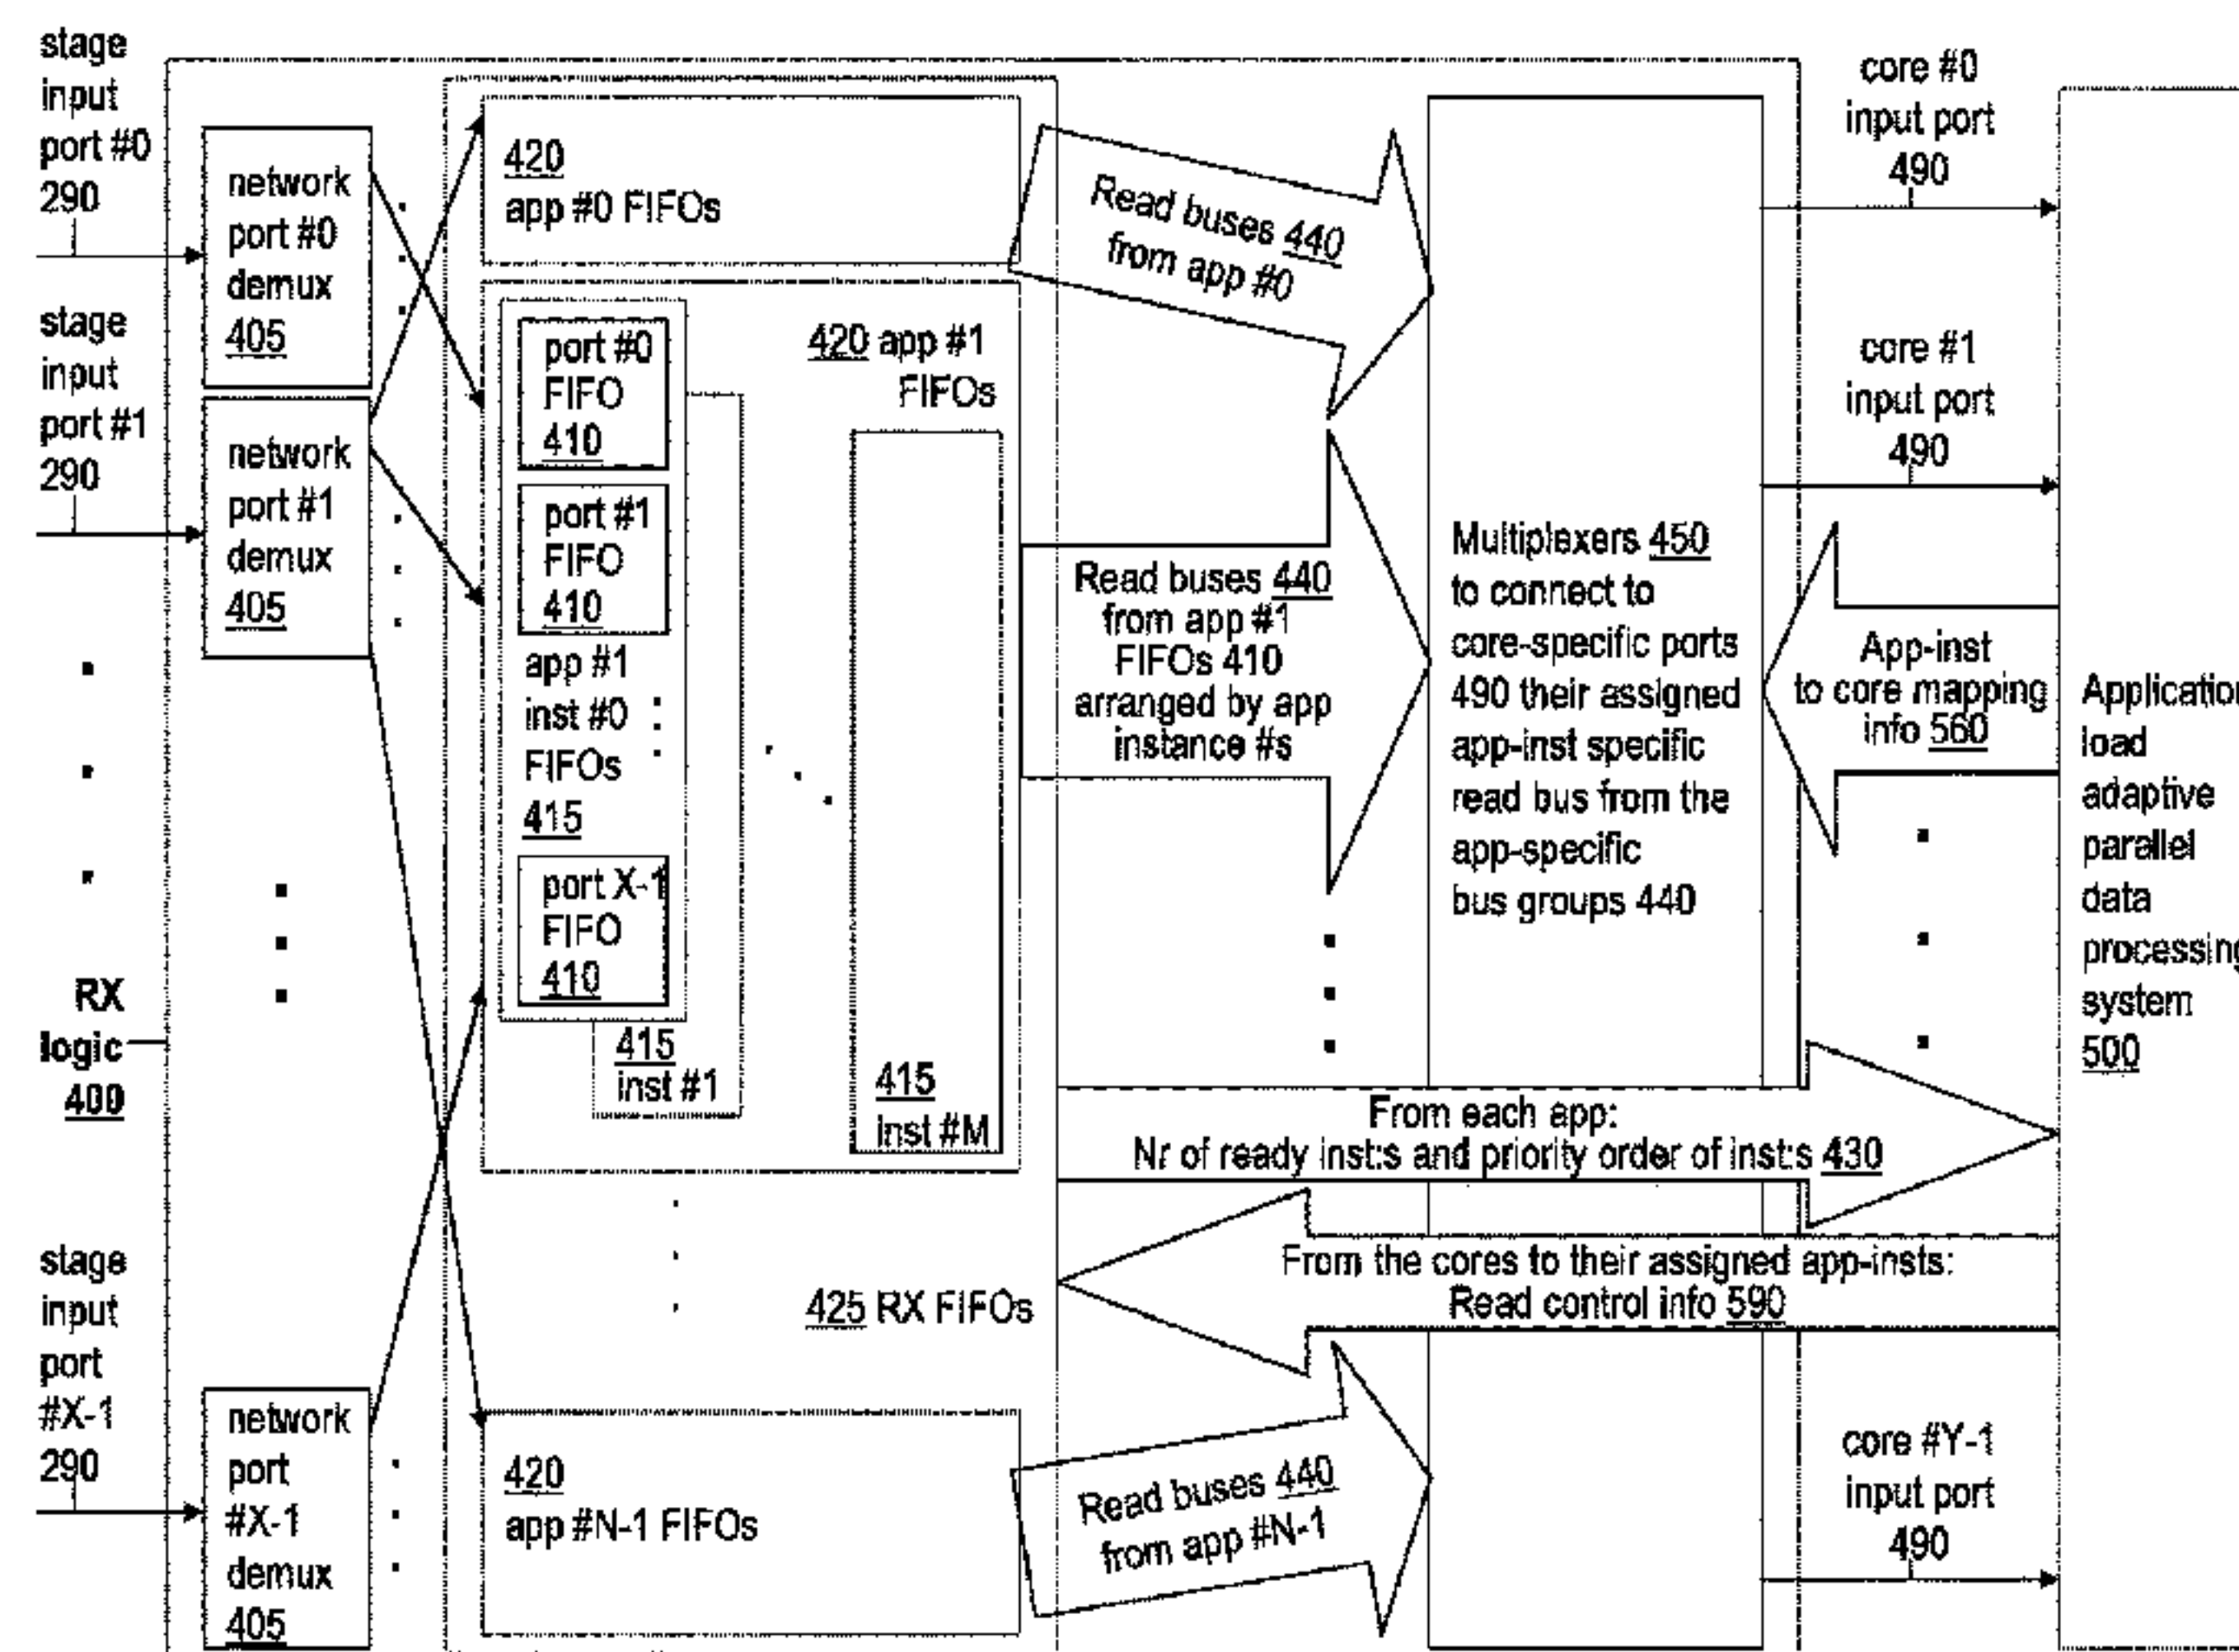 stage
input
port #0
290
stage
input
port #1
290
RX
logic
400
stage
input
port
#X-1
290
network
port #0
demux
405
network
port #1
demux
405
network
port
#X-1
demux
405
420
app #0 FIFOs
port #0
FIFO
410
port #1
FIFO
410
app #1
inst #0
FIFOs
415
port X-1
FIFO
410
415
inst #1
420 app #1
FIFOs
415
inst #M
425 RX FIFOs
420
app #N-1 FIFOs
Read buses 440
from app #0
Read buses 440
from app #1
FIFOs 410
arranged by app
instance #s
Read buses 440
from app #N-1
Multiplexers 450
to connect to
core-specific ports
490 their assigned
app-inst specific
read bus from the
app-specific
bus groups 440
From each app:
Nr of ready inst:s and priority order of inst:s 430
From the cores to their assigned app-insts:
Read control info 590
core #0
input port
490
core #1
input port
490
App-inst
to core mapping
info 560
core #Y-1
input port
490
Application
load
adaptive
parallel
data
processing
system
500